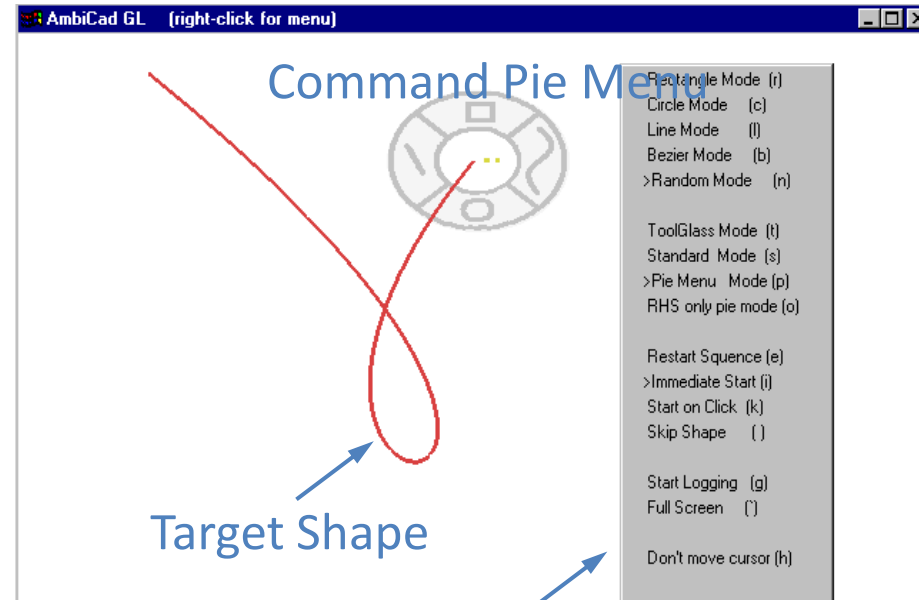 AmbiCad GL (right-click for menu)
Command Pie Menu
Rectangle Mode (r)
Circle Mode (c)
Line Mode (l)
Bezier Mode (b)
>Random Mode (n)
ToolGlass Mode (t)
Standard Mode (s)
>Pie Menu Mode (p)
RHS only pie mode (o)
Restart Squence (e)
>Immediate Start (i)
Start on Click (k)
Skip Shape ( )
Start Logging (g)
Full Screen (`)
Don't move cursor (h)
Target Shape